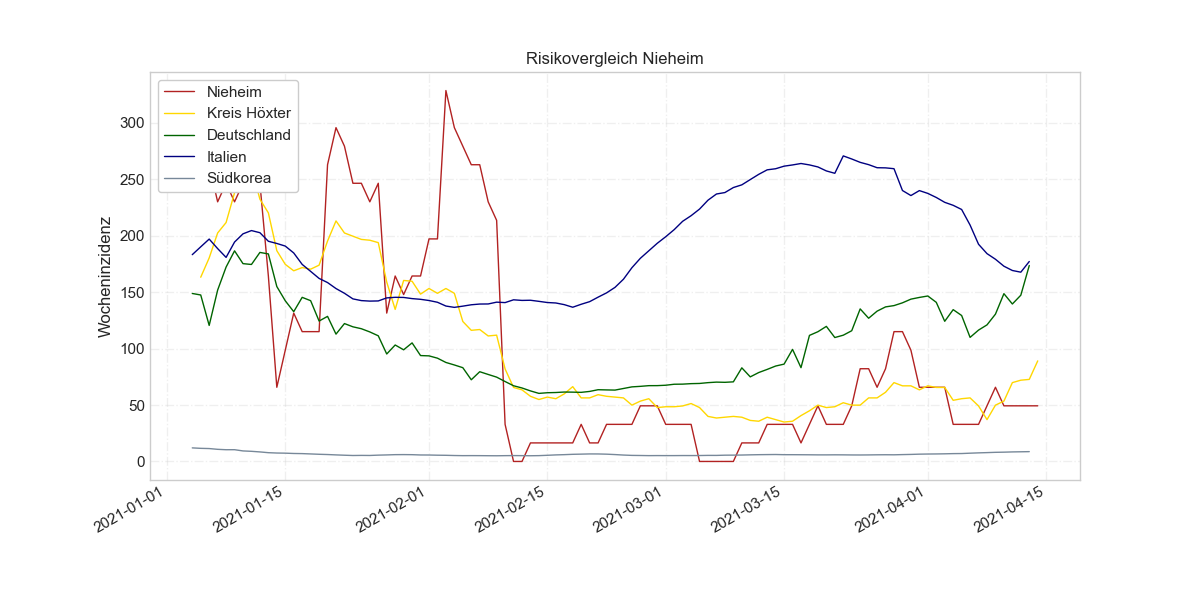 Risikovergleich Nieheim
Nieheim
Kreis Höxter
Deutschland
Italien
Südkorea
Wocheninzidenz
300
250
200
150
100
50
0
2021-01-01
2021-01-15
2021-02-01
2021-02-15
2021-03-01
2021-03-15
2021-04-01
2021-04-15